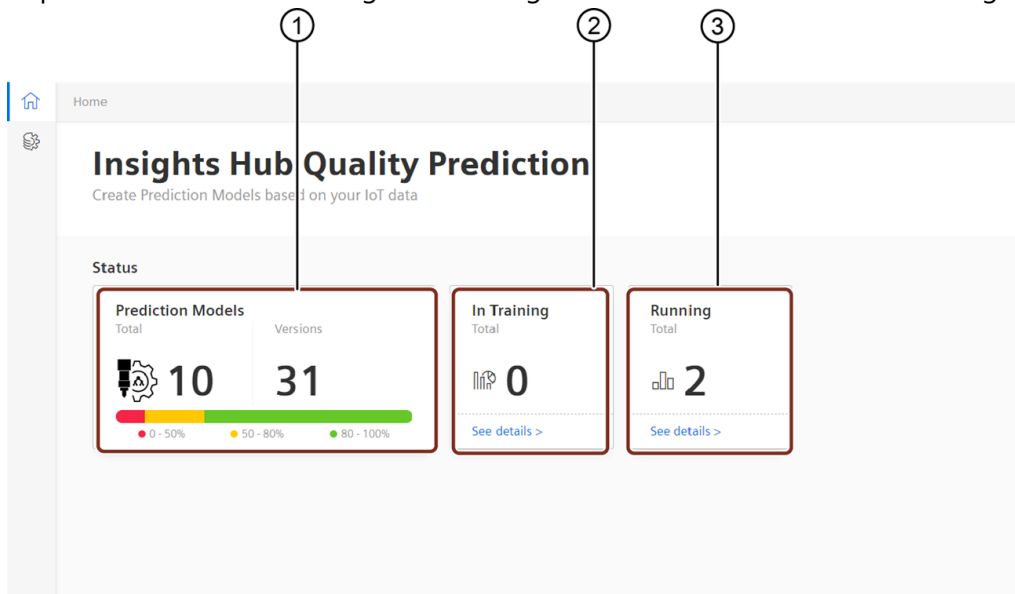 1 2 3
Home
Insights Hub Quality Prediction
Create Prediction Models based on your IoT data
Status
Prediction Models
Total Versions
10 31
0 - 50% 50 - 80% 80 - 100%
In Training
Total
0
See details >
Running
Total
2
See details >